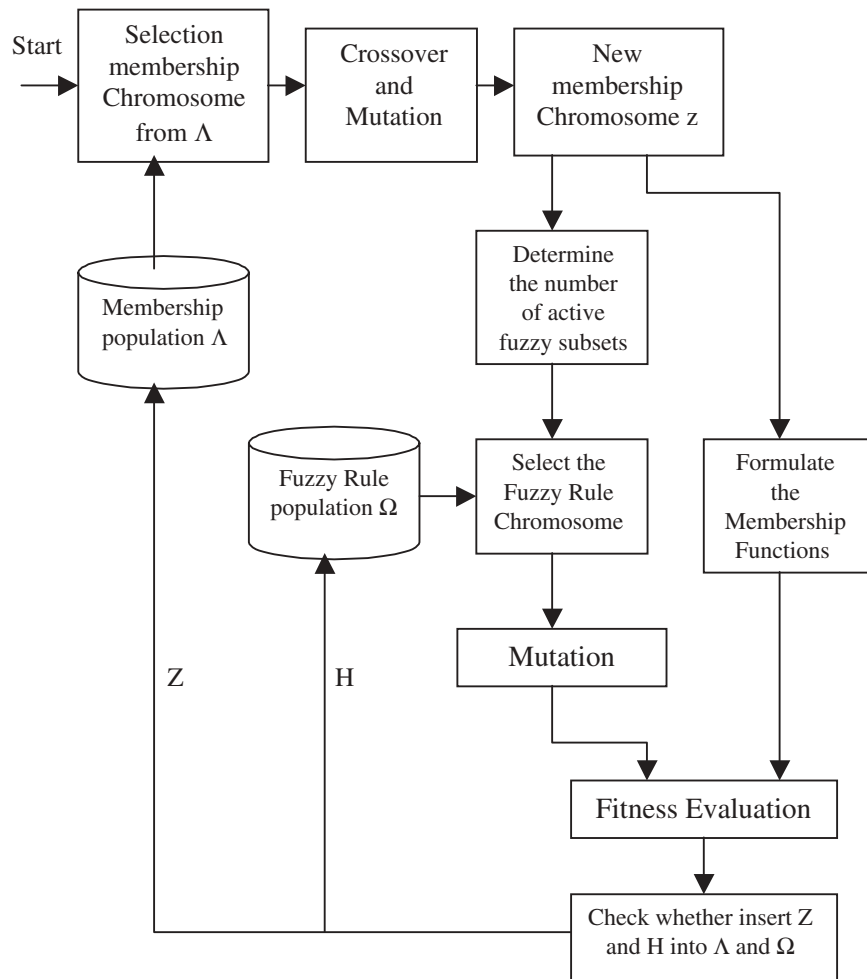 Start
Selection
membership
Chromosome
from Λ
Crossover
and
Mutation
New
membership
Chromosome z
Determine
the number
of active
fuzzy subsets
Membership
population Λ
Fuzzy Rule
population Ω
Select the
Fuzzy Rule
Chromosome
Formulate
the
Membership
Functions
Mutation
Z
H
Fitness Evaluation
Check whether insert Z
and H into Λ and Ω